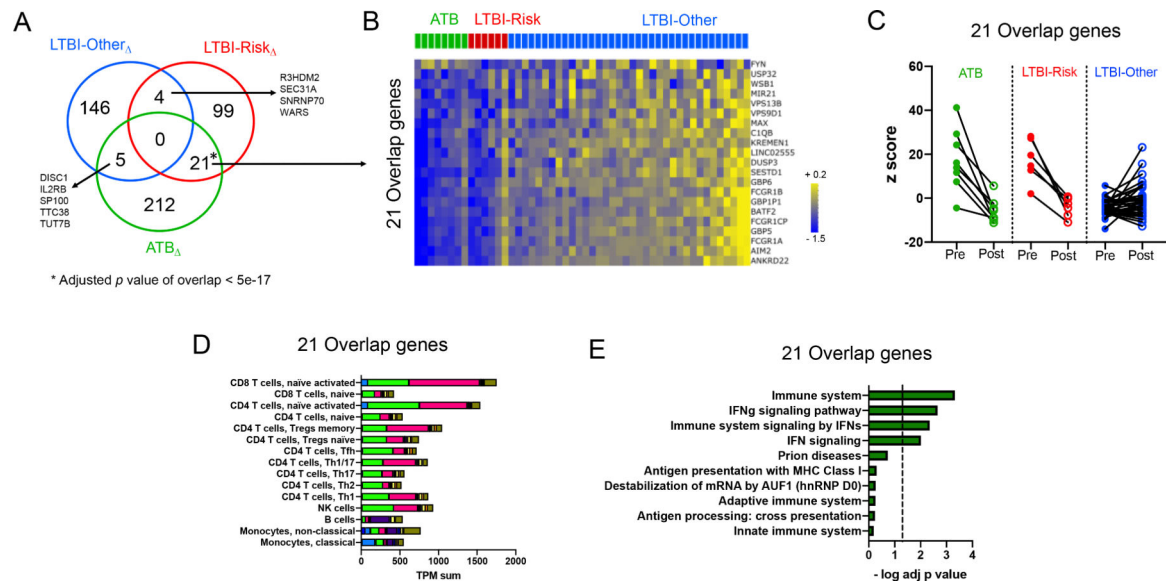 A
LTBI-OtherΔ
LTBI-RiskΔ
146
4
99
0
5
21*
212
R3HDM2
SEC31A
SNRNP70
WARS
DISC1
IL2RB
SP100
TTC38
TUT7B
ATBΔ
* Adjusted p value of overlap < 5e-17
B
ATB
LTBI-Risk
LTBI-Other
21 Overlap genes
FYN
USP32
WSB1
MIR21
VPS13B
VPS9D1
MAX
C1QB
KREMEN1
LINC02555
DUSP3
SESTD1
GBP6
FCGR1B
GBP1P1
BATF2
FCGR1CP
GBP5
FCGR1A
AIM2
ANKRD22
+ 0.2
- 1.5
C
21 Overlap genes
ATB
LTBI-Risk
LTBI-Other
z score
60
40
20
0
-20
Pre
Post
Pre
Post
Pre
Post
D
21 Overlap genes
CD8 T cells, naïve activated
CD8 T cells, naive
CD4 T cells, naïve activated
CD4 T cells, naive
CD4 T cells, Tregs memory
CD4 T cells, Tregs naïve
CD4 T cells, Tfh
CD4 T cells, Th1/17
CD4 T cells, Th17
CD4 T cells, Th2
CD4 T cells, Th1
NK cells
B cells
Monocytes, non-classical
Monocytes, classical
0
500
1000
1500
2000
TPM sum
E
21 Overlap genes
Immune system
IFNg signaling pathway
Immune system signaling by IFNs
IFN signaling
Prion diseases
Antigen presentation with MHC Class I
Destabilization of mRNA by AUF1 (hnRNP D0)
Adaptive immune system
Antigen processing: cross presentation
Innate immune system
0
1
2
3
4
- log adj p value